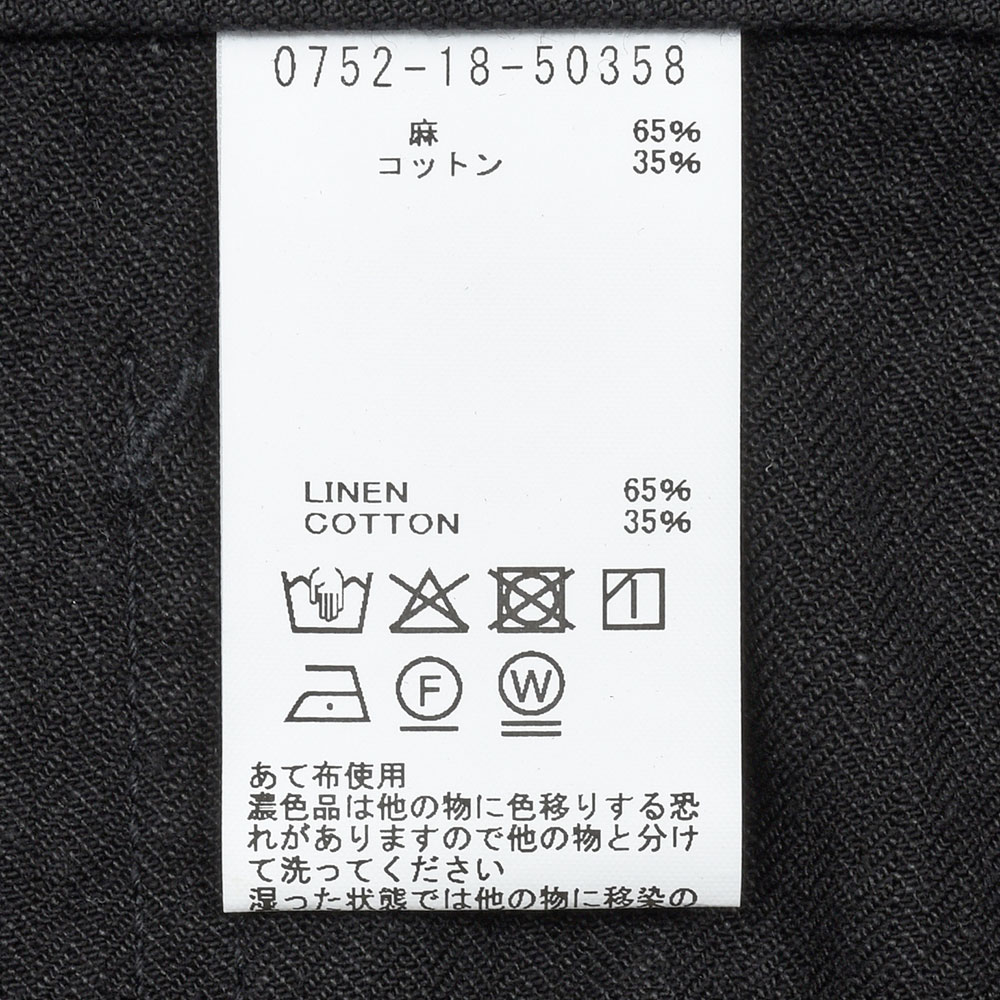 0752-18-50358
麻 65%
コットン 35%
LINEN 65%
COTTON 35%
F W
あて布使用
濃色品は他の物に色移りする恐
れがありますので他の物と分け
て洗ってください
湿った状態では他の物に移染の